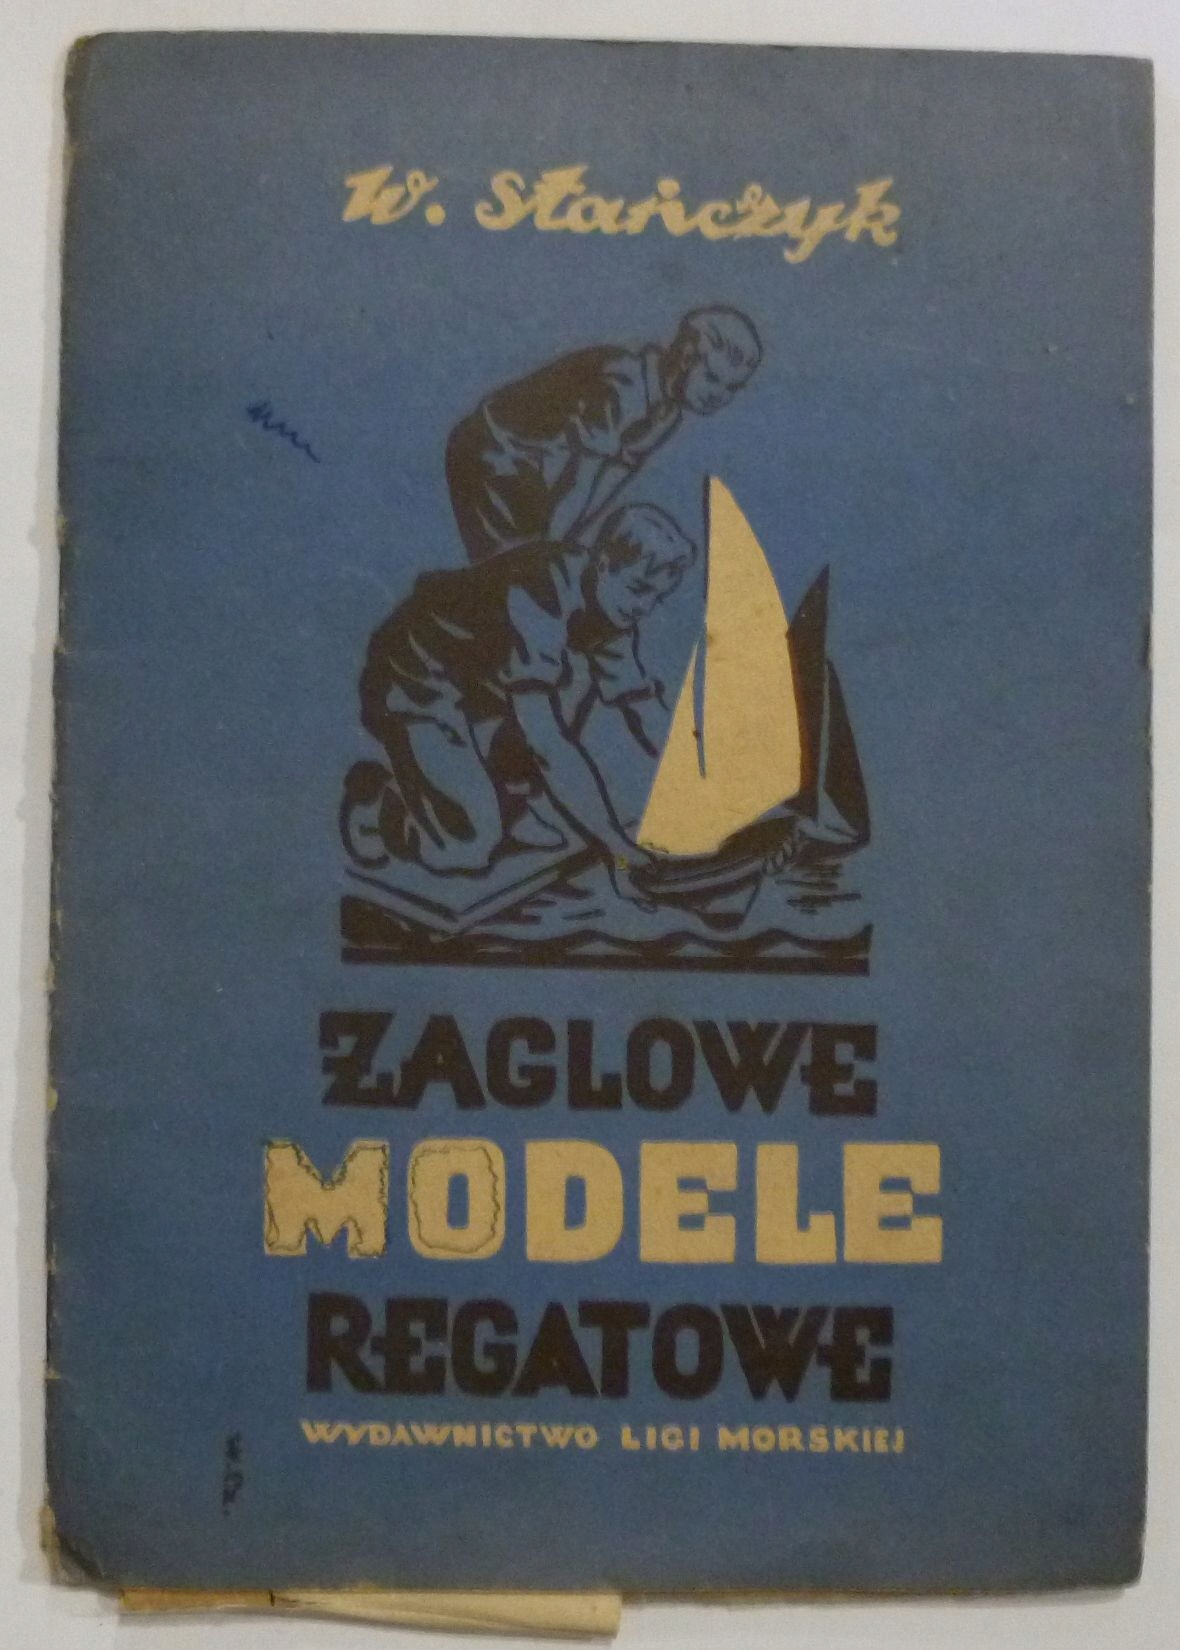 W. Stańczyk
ŻAGLOWE
MODELE
REGATOWE
WYDAWNICTWO LIGI MORSKIEJ